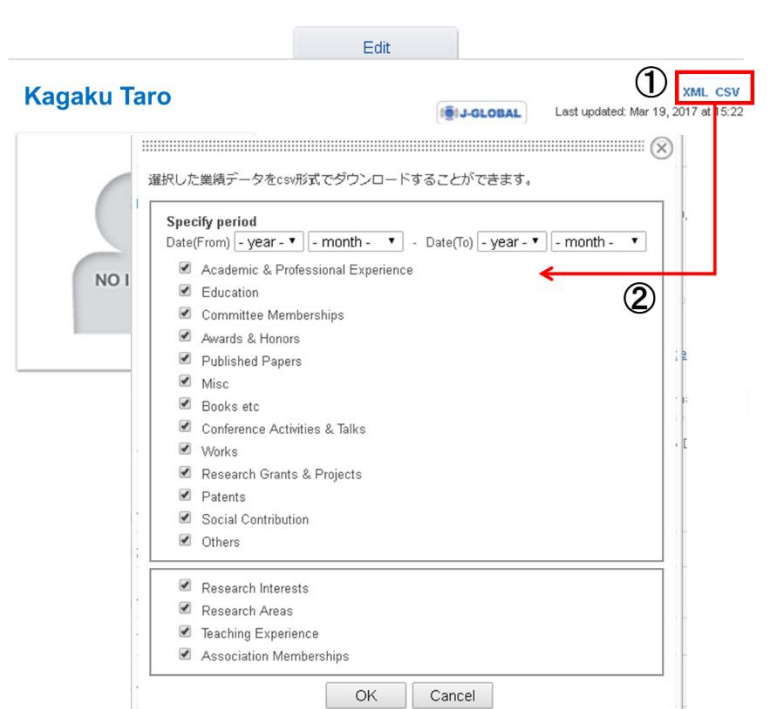 Edit
Kagaku Taro
①
XML CSV
J-GLOBAL
Last updated: Mar 19, 2017 at 15:22
選択した業績データをcsv形式でダウンロードすることができます。
Specify period
Date(From) - year - - month - - Date(To) - year - - month -
②
Academic & Professional Experience
Education
Committee Memberships
Awards & Honors
Published Papers
Misc
Books etc
Conference Activities & Talks
Works
Research Grants & Projects
Patents
Social Contribution
Others
NO I
Research Interests
Research Areas
Teaching Experience
Association Memberships
OK Cancel